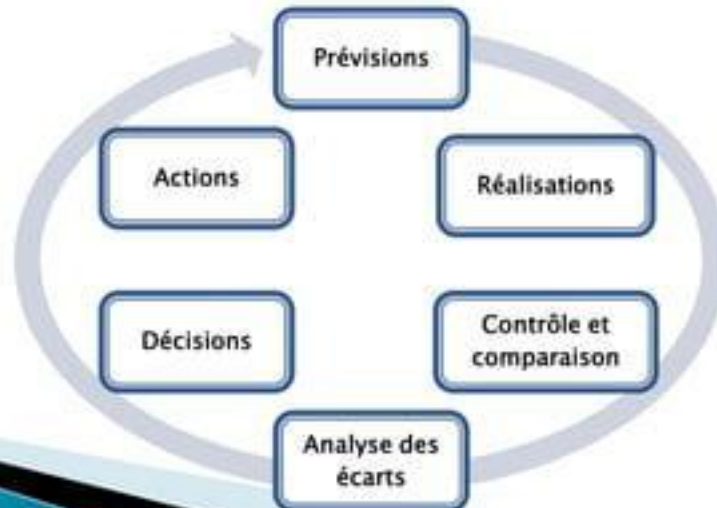 Prévisions
Réalisations
Contrôle et
comparaison
Analyse des
écarts
Décisions
Actions